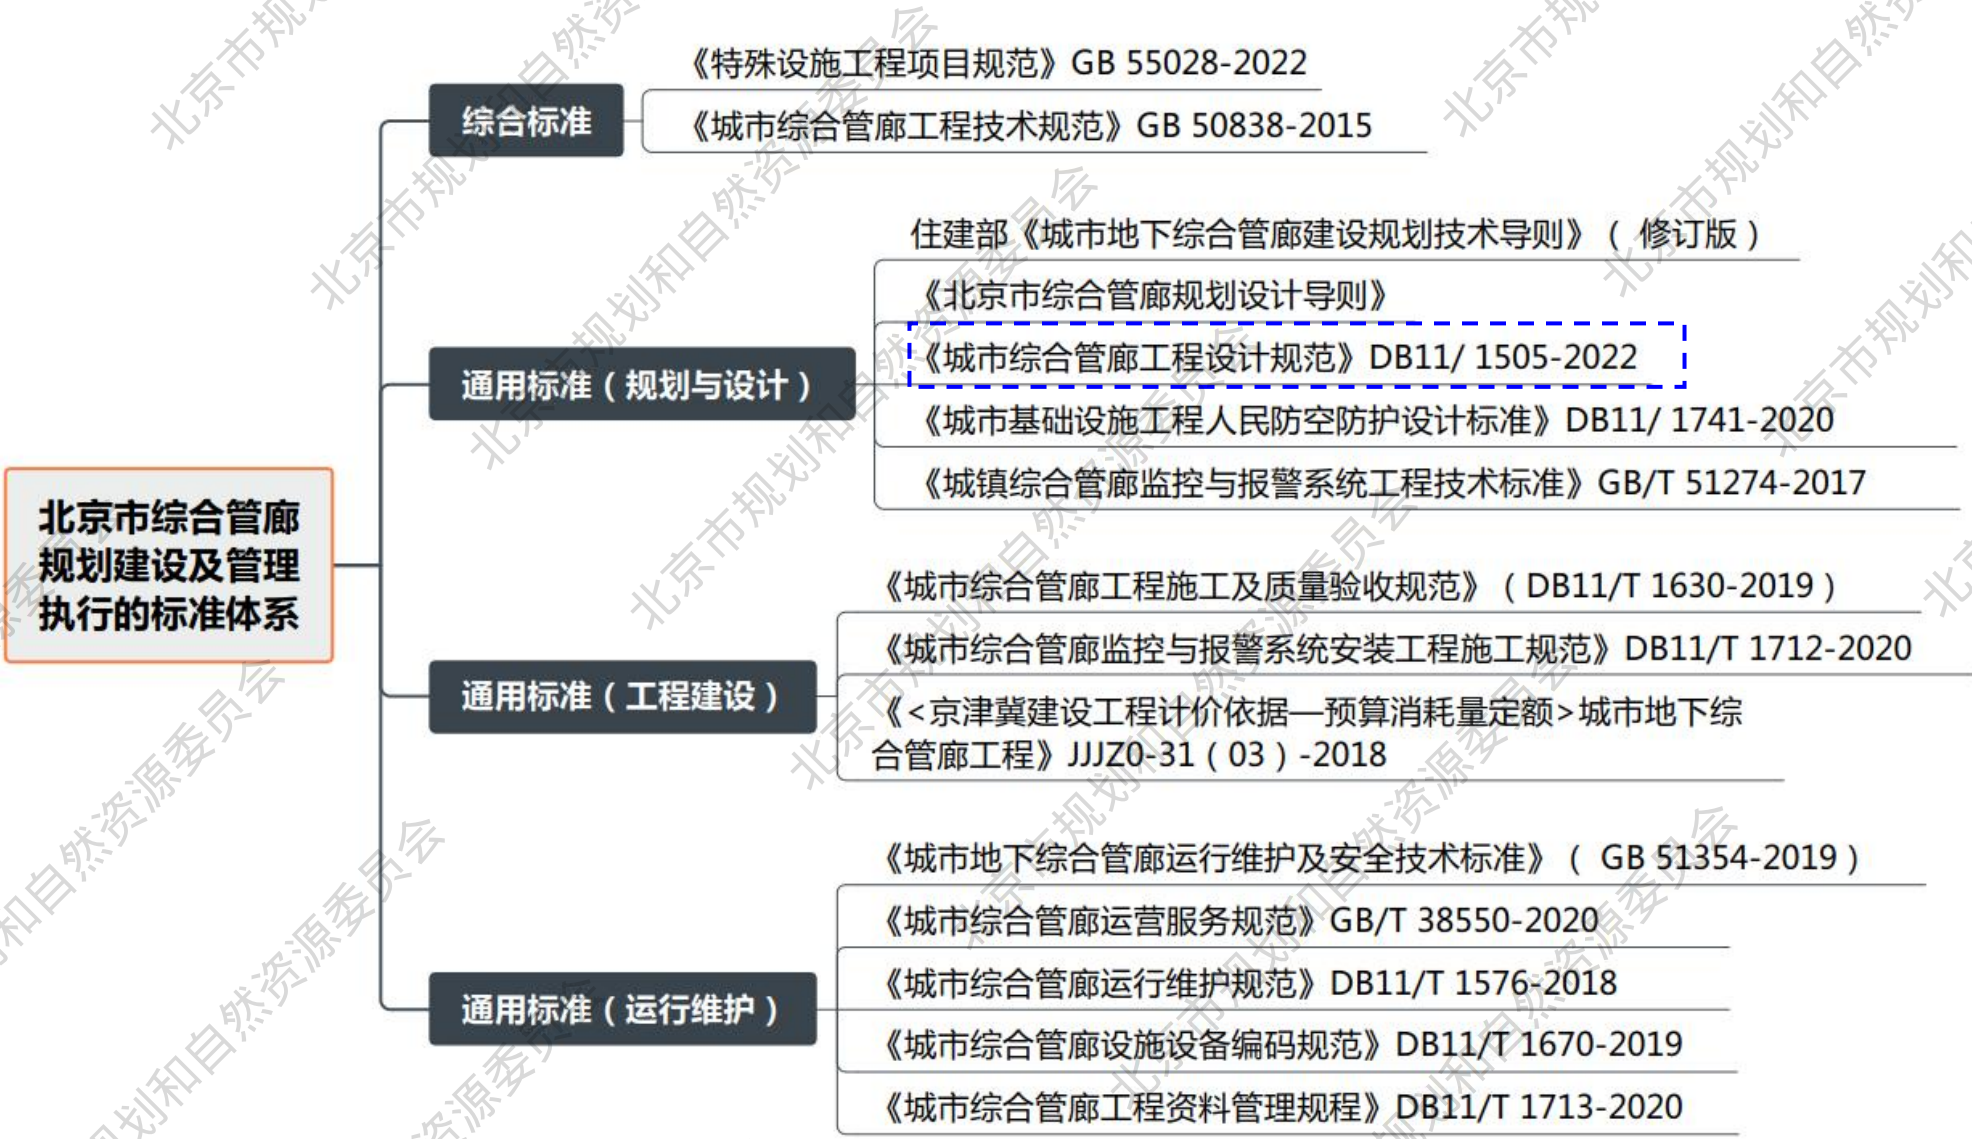 《特殊设施工程项目规范》GB 55028-2022
综合标准
《城市综合管廊工程技术规范》GB 50838-2015
住建部《城市地下综合管廊建设规划技术导则》（ 修订版）
《北京市综合管廊规划设计导则》
通用标准（规划与设计）
《城市综合管廊工程设计规范》DB11/ 1505-2022
《城市基础设施工程人民防空防护设计标准》DB11/ 1741-2020
《城镇综合管廊监控与报警系统工程技术标准》GB/T 51274-2017
北京市综合管廊
规划建设及管理
执行的标准体系
《城市综合管廊工程施工及质量验收规范》（DB11/T 1630-2019）
《城市综合管廊监控与报警系统安装工程施工规范》DB11/T 1712-2020
通用标准（工程建设）
《<京津冀建设工程计价依据—预算消耗量定额>城市地下综
合管廊工程》JJJZ0-31（03）-2018
《城市地下综合管廊运行维护及安全技术标准》（ GB 51354-2019）
《城市综合管廊运营服务规范》GB/T 38550-2020
《城市综合管廊运行维护规范》DB11/T 1576-2018
通用标准（运行维护）
《城市综合管廊设施设备编码规范》DB11/T 1670-2019
《城市综合管廊工程资料管理规程》DB11/T 1713-2020
北京市规划和自然资源委员会